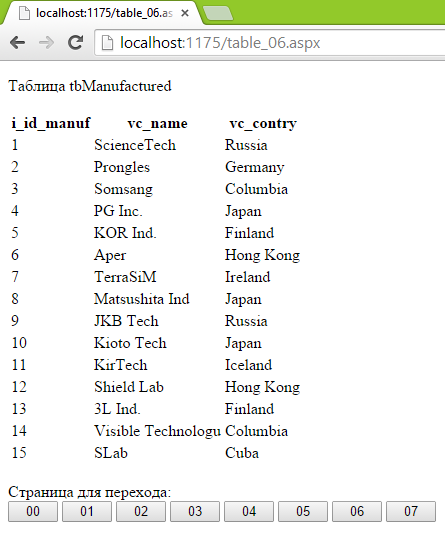 localhost:1175/table_06.as
localhost:1175/table_06.aspx
Таблица tbManufactured
i_id_manuf vc_name vc_contry
1 ScienceTech Russia
2 Prongles Germany
3 Somsang Columbia
4 PG Inc. Japan
5 KOR Ind. Finland
6 Aper Hong Kong
7 TerraSiM Ireland
8 Matsushita Ind Japan
9 JKB Tech Russia
10 Kioto Tech Japan
11 KirTech Iceland
12 Shield Lab Hong Kong
13 3L Ind. Finland
14 Visible Technologu Columbia
15 SLab Cuba
Страница для перехода:
00 01 02 03 04 05 06 07